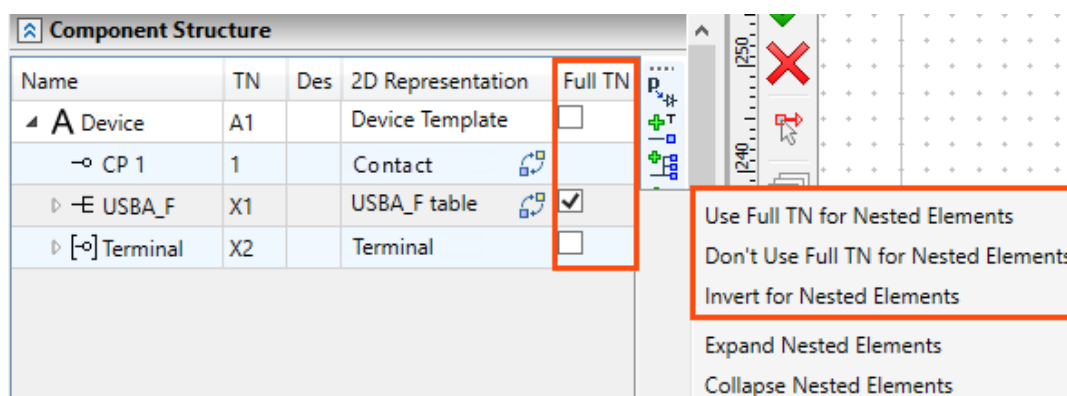 Component Structure
Name TN Des 2D Representation Full TN
A Device A1 Device Template
CP 1 1 Contact
USBA_F X1 USBA_F table
Terminal X2 Terminal
250
240
Use Full TN for Nested Elements
Don't Use Full TN for Nested Elements
Invert for Nested Elements
Expand Nested Elements
Collapse Nested Elements